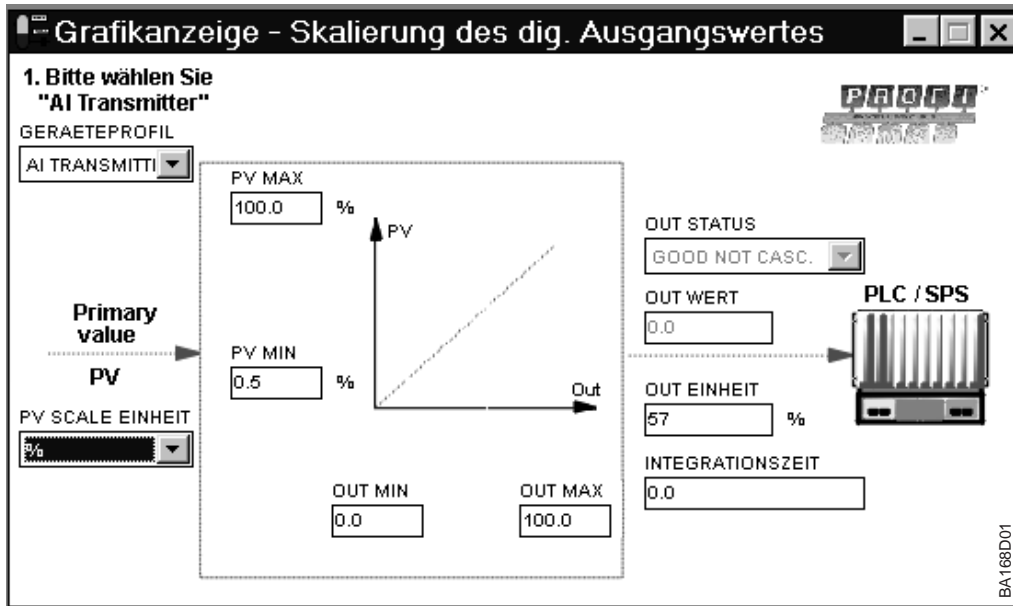 Grafikanzeige - Skalierung des dig. Ausgangswertes
1. Bitte wählen Sie
"AI Transmitter"
GERAETEPROFIL
AI TRANSMITTI
PROFI
PV MAX
100.0 %
PV
OUT STATUS
GOOD NOT CASC.
OUT WERT
0.0
PLC / SPS
Primary
value
PV
PV MIN
0.5 %
Out
OUT EINHEIT
57 %
PV SCALE EINHEIT
%
INTEGRATIONSZEIT
0.0
OUT MIN
0.0
OUT MAX
100.0
BA168D01